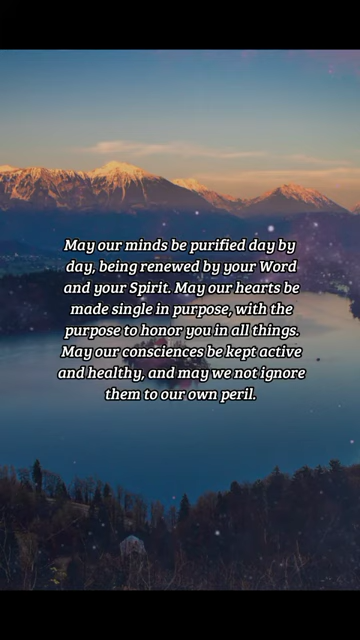 May our minds be purified day by
day, being renewed by your Word
and your Spirit. May our hearts be
made single in purpose, with the
purpose to honor you in all things.
May our consciences be kept active
and healthy, and may we not ignore
them to our own peril.